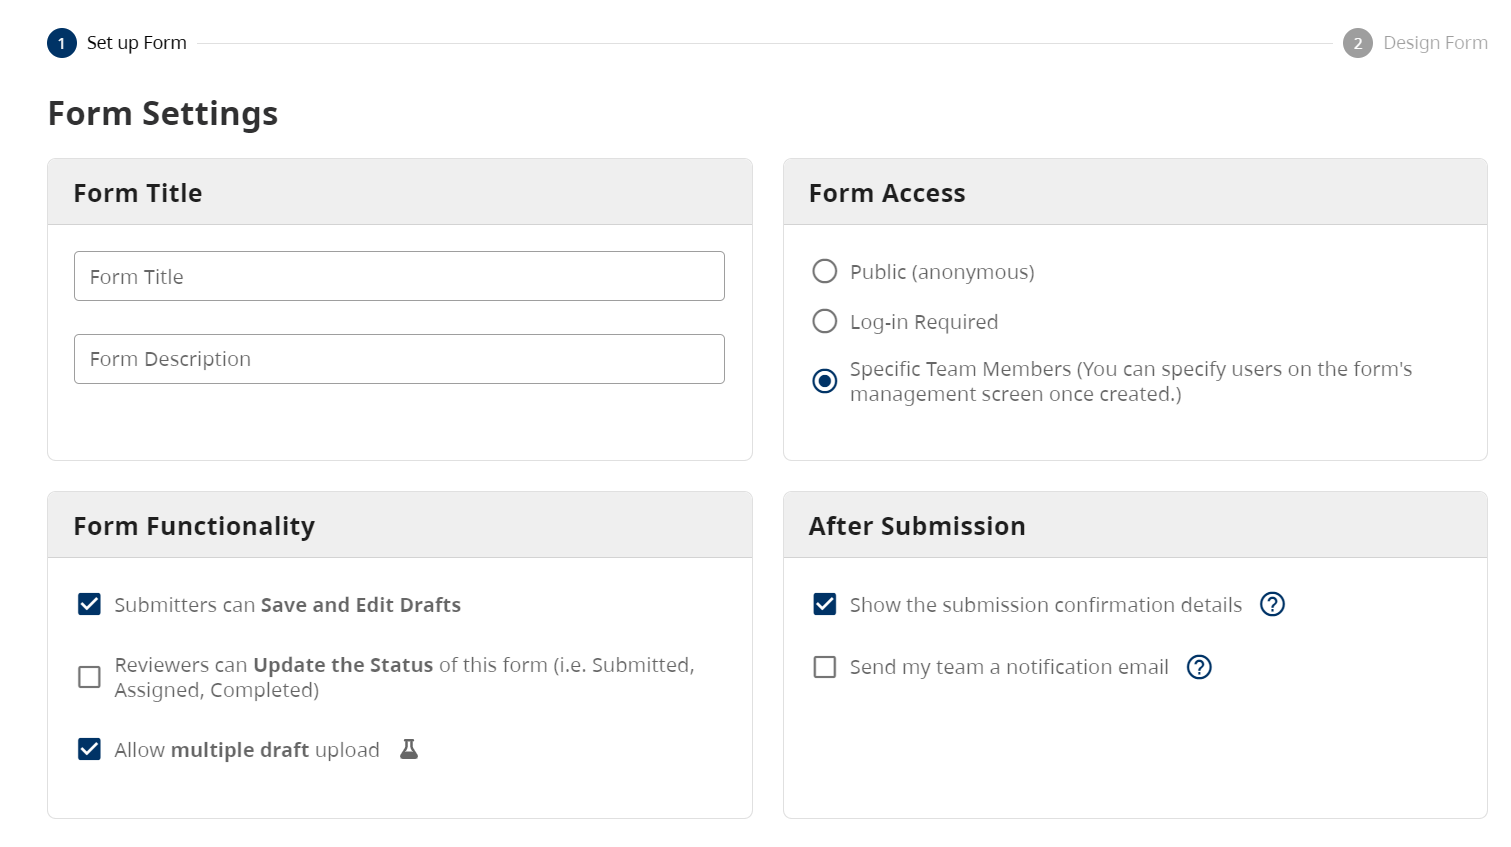 1 Set up Form
2 Design Form
Form Settings
Form Title
Form Title
Form Description
Form Access
Public (anonymous)
Log-in Required
Specific Team Members (You can specify users on the form's
management screen once created.)
Form Functionality
Submitters can Save and Edit Drafts
Reviewers can Update the Status of this form (i.e. Submitted,
Assigned, Completed)
Allow multiple draft upload
After Submission
Show the submission confirmation details ?
Send my team a notification email ?